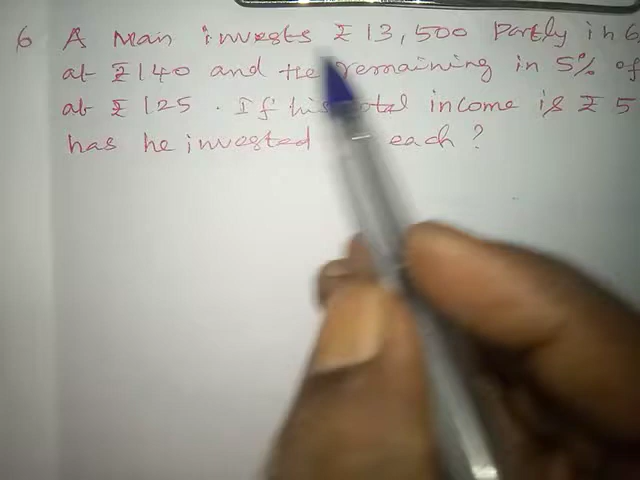 6 A Man invests ₹ 13,500 Partly in 6
at ₹ 140 and the remaining in 5% of
at ₹ 125 . If his total income is ₹ 5
has he invested each ?